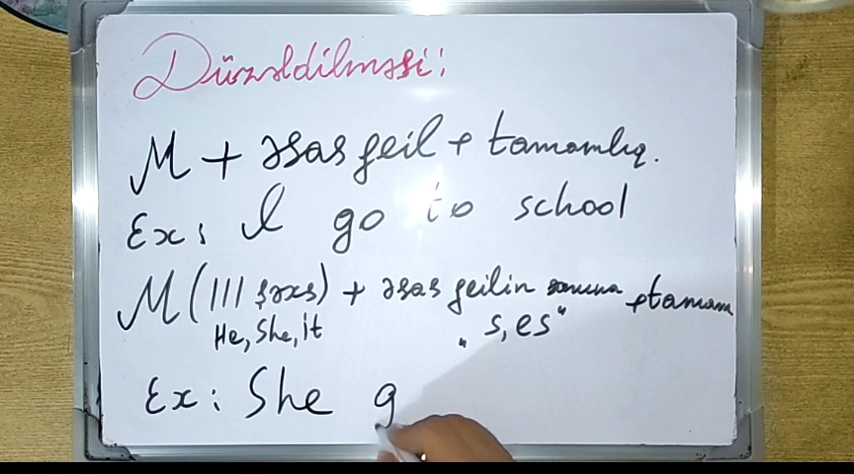 Düzəldilməsi:
M + əsas feil + tamamlıq.
Ex: I go to school
M (III şəxs) + əsas feilin sonuna + tamam
He, She, it "s, es"
Ex: She g